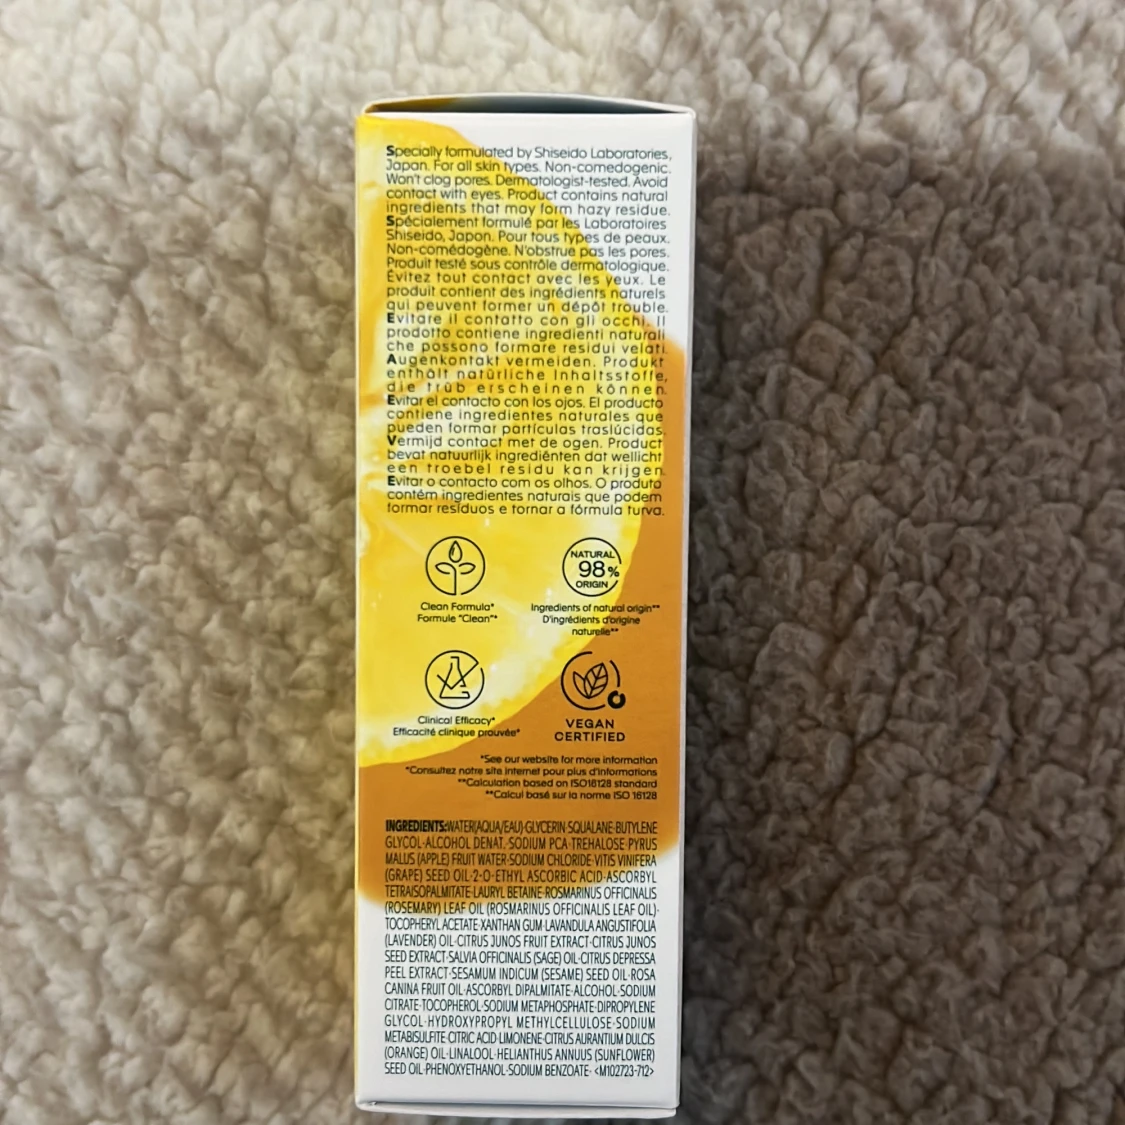 Specially formulated by Shiseido Laboratories,
Japan. For all skin types. Non-comedogenic.
Won't clog pores. Dermatologist-tested. Avoid
contact with eyes. Product contains natural
ingredients that may form hazy residue.
Spécialement formulé par les Laboratoires
Shiseido, Japon. Pour tous types de peaux.
Non-comédogène. N'obstrue pas les pores.
Produit testé sous contrôle dermatologique.
Évitez tout contact avec les yeux. Le
produit contient des ingrédients naturels
qui peuvent former un dépôt trouble.
Evitare il contatto con gli occhi. Il
prodotto contiene ingredienti naturali
che possono formare residui velati.
Augenkontakt vermeiden. Produkt
enthält natürliche Inhaltsstoffe,
die trüb erscheinen können.
Evitar el contacto con los ojos. El producto
contiene ingredientes naturales que
pueden formar partículas traslúcidas.
Vermijd contact met de ogen. Product
bevat natuurlijk ingrediënten dat wellicht
een troebel residu kan krijgen.
Evitar o contacto com os olhos. O produto
contém ingredientes naturais que podem
formar resíduos e tornar a fórmula turva.
NATURAL
98%
ORIGIN
Clean Formula*
Formule "Clean"*
Ingredients of natural origin**
D'ingrédients d'origine
naturelle**
Clinical Efficacy*
Efficacité clinique prouvée*
VEGAN
CERTIFIED
*See our website for more information
*Consultez notre site internet pour plus d'informations
**Calculation based on ISO16128 standard
**Calcul basé sur la norme ISO 16128
INGREDIENTS:WATER(AQUA/EAU)·GLYCERIN·SQUALANE·BUTYLENE
GLYCOL·ALCOHOL DENAT.·SODIUM PCA·TREHALOSE·PYRUS
MALUS (APPLE) FRUIT WATER·SODIUM CHLORIDE·VITIS VINIFERA
(GRAPE) SEED OIL·2-O-ETHYL ASCORBIC ACID·ASCORBYL
TETRAISOPALMITATE·LAURYL BETAINE·ROSMARINUS OFFICINALIS
(ROSEMARY) LEAF OIL (ROSMARINUS OFFICINALIS LEAF OIL)·
TOCOPHERYL ACETATE·XANTHAN GUM·LAVANDULA ANGUSTIFOLIA
(LAVENDER) OIL·CITRUS JUNOS FRUIT EXTRACT·CITRUS JUNOS
SEED EXTRACT·SALVIA OFFICINALIS (SAGE) OIL·CITRUS DEPRESSA
PEEL EXTRACT·SESAMUM INDICUM (SESAME) SEED OIL·ROSA
CANINA FRUIT OIL·ASCORBYL DIPALMITATE·ALCOHOL·SODIUM
CITRATE·TOCOPHEROL·SODIUM METAPHOSPHATE·DIPROPYLENE
GLYCOL·HYDROXYPROPYL METHYLCELLULOSE·SODIUM
METABISULFITE·CITRIC ACID·LIMONENE·CITRUS AURANTIUM DULCIS
(ORANGE) OIL·LINALOOL·HELIANTHUS ANNUUS (SUNFLOWER)
SEED OIL·PHENOXYETHANOL·SODIUM BENZOATE· <M102723-712>